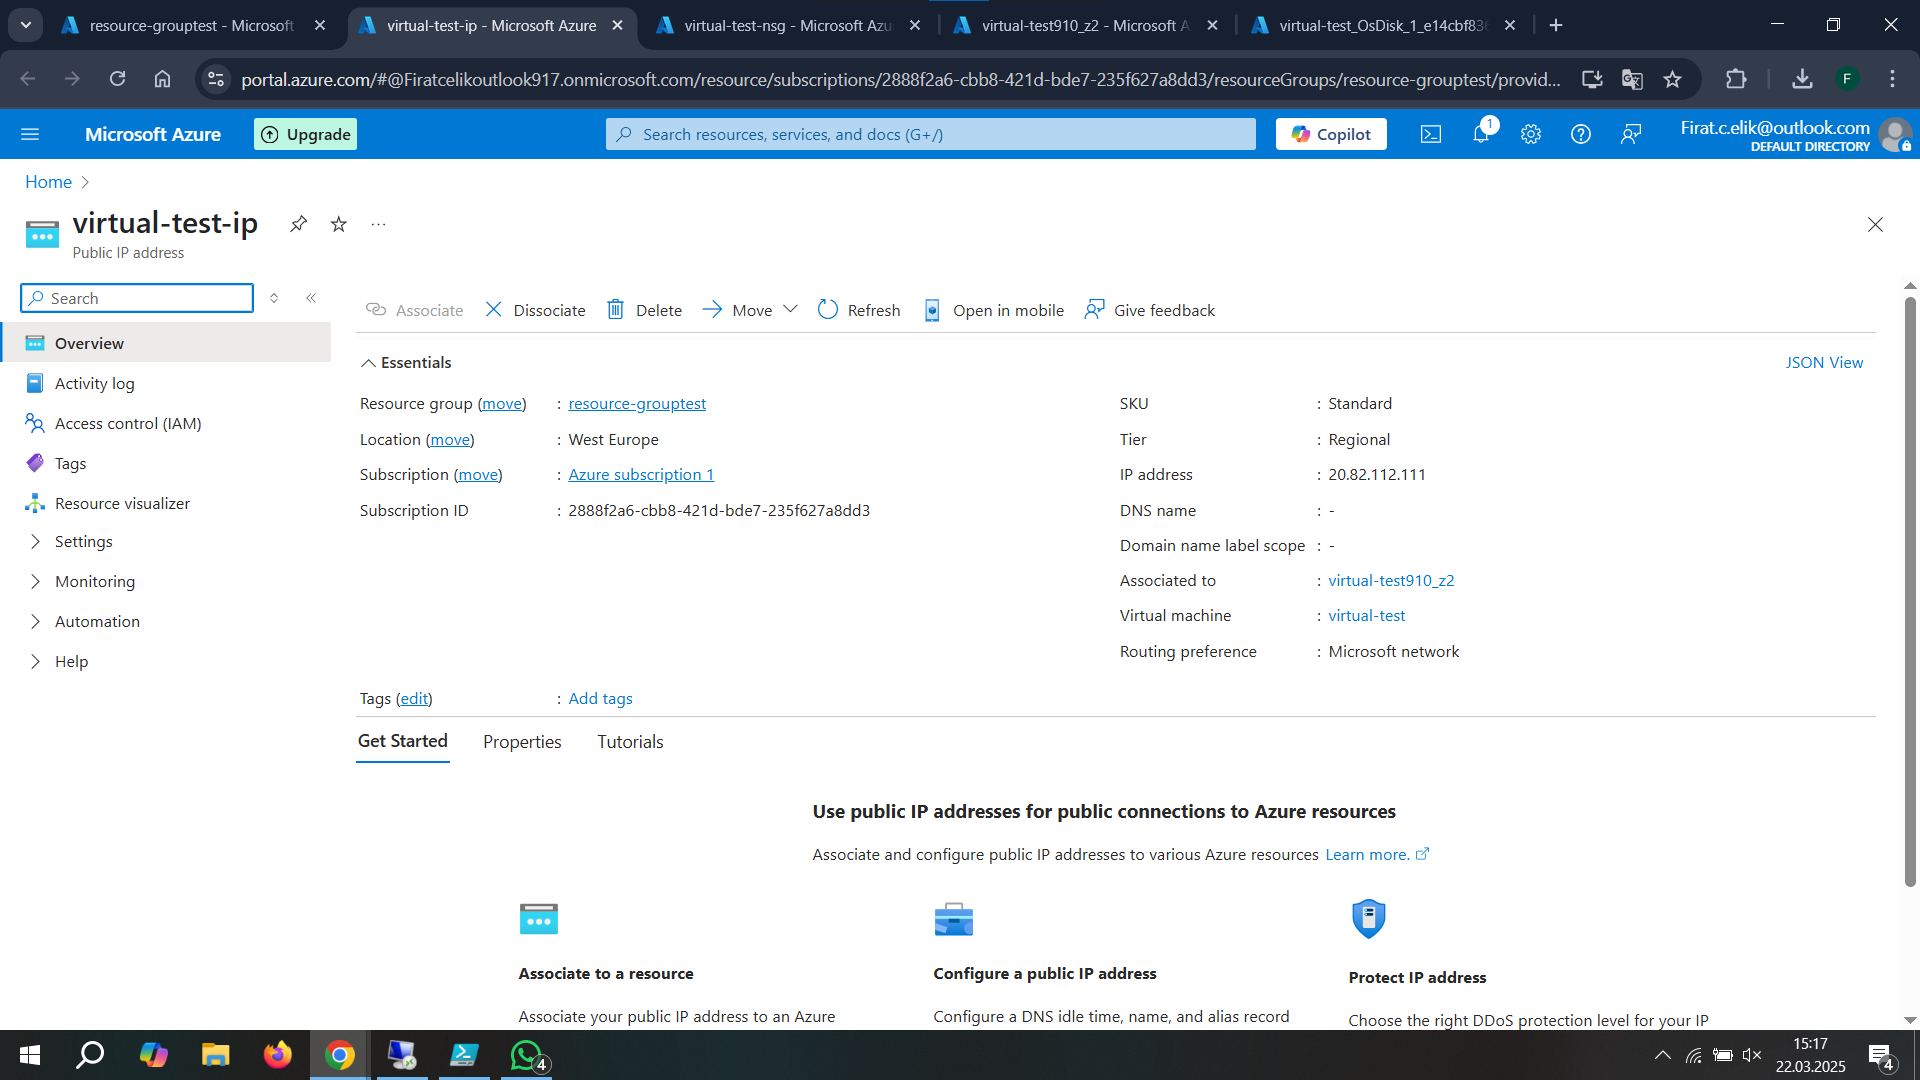 resource-grouptest - Microsoft
virtual-test-ip - Microsoft Azure
virtual-test-nsg - Microsoft Azu
virtual-test910_z2 - Microsoft A
virtual-test_OsDisk_1_e14cbf836
portal.azure.com/#@Firatcelikoutlook917.onmicrosoft.com/resource/subscriptions/2888f2a6-cbb8-421d-bde7-235f627a8dd3/resourceGroups/resource-grouptest/provid...
F
Microsoft Azure
Upgrade
Search resources, services, and docs (G+/)
Copilot
1
Firat.c.elik@outlook.com
DEFAULT DIRECTORY
Home
virtual-test-ip
Public IP address
Search
Overview
Activity log
Access control (IAM)
Tags
Resource visualizer
Settings
Monitoring
Automation
Help
Associate
Dissociate
Delete
Move
Refresh
Open in mobile
Give feedback
Essentials
JSON View
Resource group (move) : resource-grouptest
Location (move) : West Europe
Subscription (move) : Azure subscription 1
Subscription ID : 2888f2a6-cbb8-421d-bde7-235f627a8dd3
SKU : Standard
Tier : Regional
IP address : 20.82.112.111
DNS name : -
Domain name label scope : -
Associated to : virtual-test910_z2
Virtual machine : virtual-test
Routing preference : Microsoft network
Tags (edit) : Add tags
Get Started
Properties
Tutorials
Use public IP addresses for public connections to Azure resources
Associate and configure public IP addresses to various Azure resources Learn more.
Associate to a resource
Associate your public IP address to an Azure
Configure a public IP address
Configure a DNS idle time, name, and alias record
Protect IP address
Choose the right DDoS protection level for your IP
4
15:17
22.03.2025
4